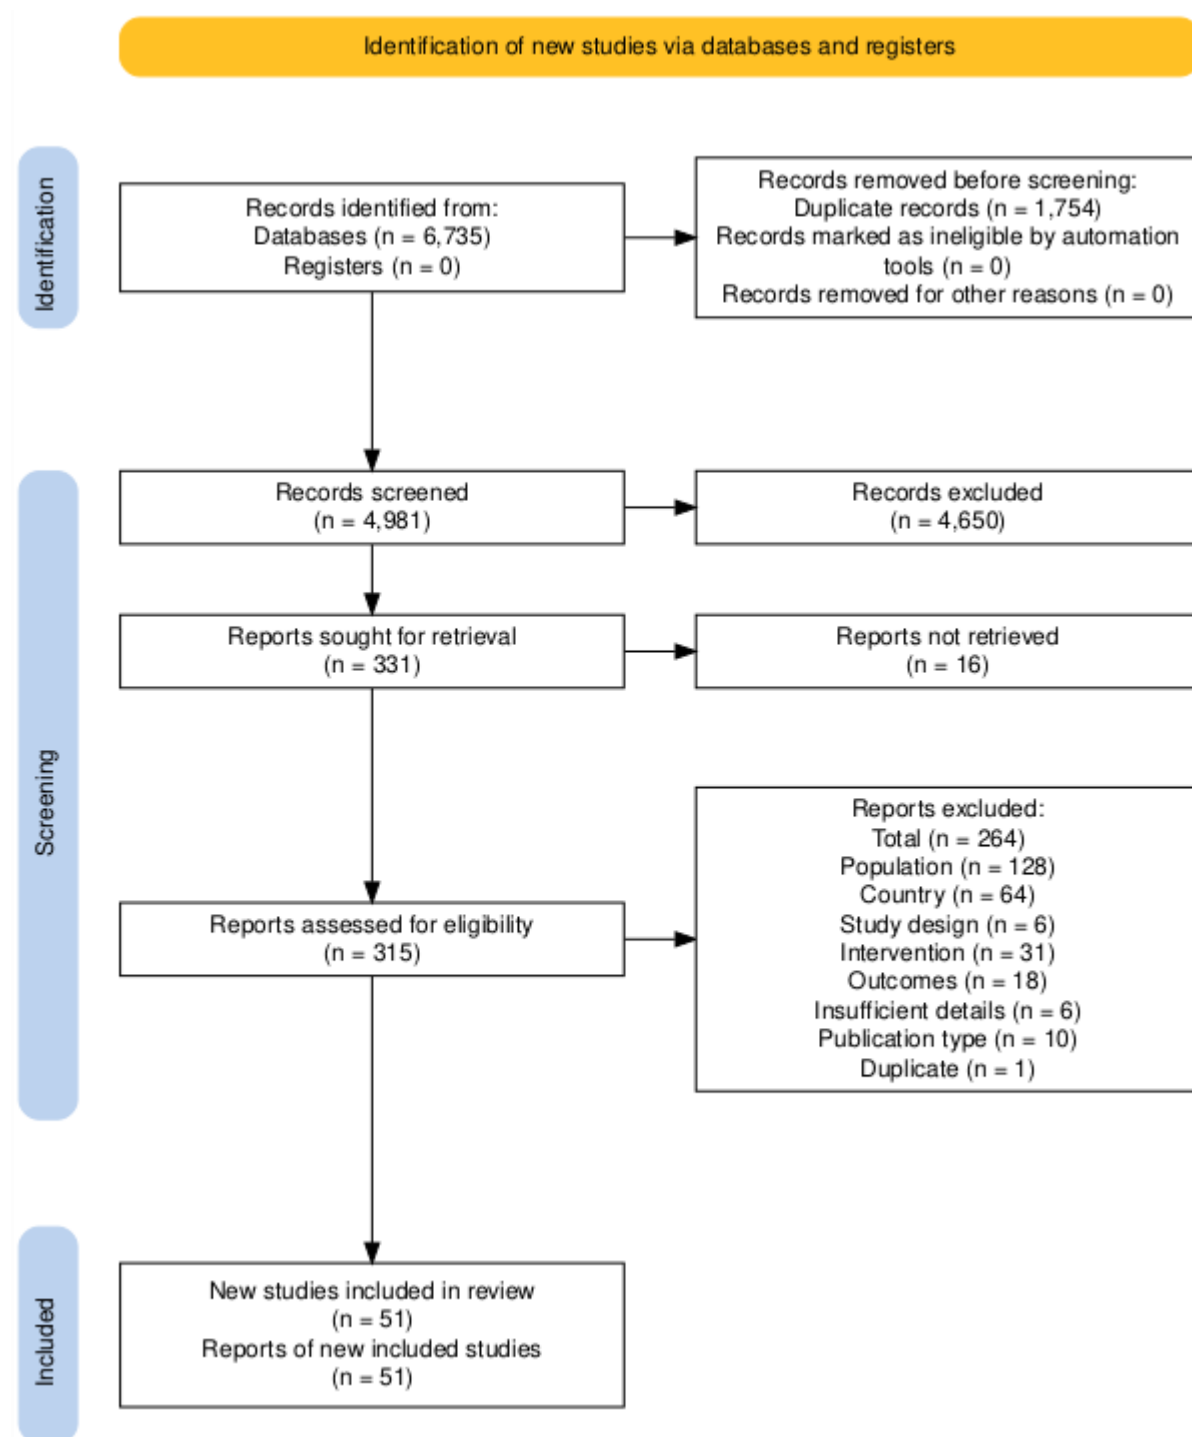 Identification of new studies via databases and registers
Identification
Records identified from:
Databases (n = 6,735)
Registers (n = 0)
Records removed before screening:
Duplicate records (n = 1,754)
Records marked as ineligible by automation
tools (n = 0)
Records removed for other reasons (n = 0)
Screening
Records screened
(n = 4,981)
Records excluded
(n = 4,650)
Reports sought for retrieval
(n = 331)
Reports not retrieved
(n = 16)
Reports assessed for eligibility
(n = 315)
Reports excluded:
Total (n = 264)
Population (n = 128)
Country (n = 64)
Study design (n = 6)
Intervention (n = 31)
Outcomes (n = 18)
Insufficient details (n = 6)
Publication type (n = 10)
Duplicate (n = 1)
Included
New studies included in review
(n = 51)
Reports of new included studies
(n = 51)